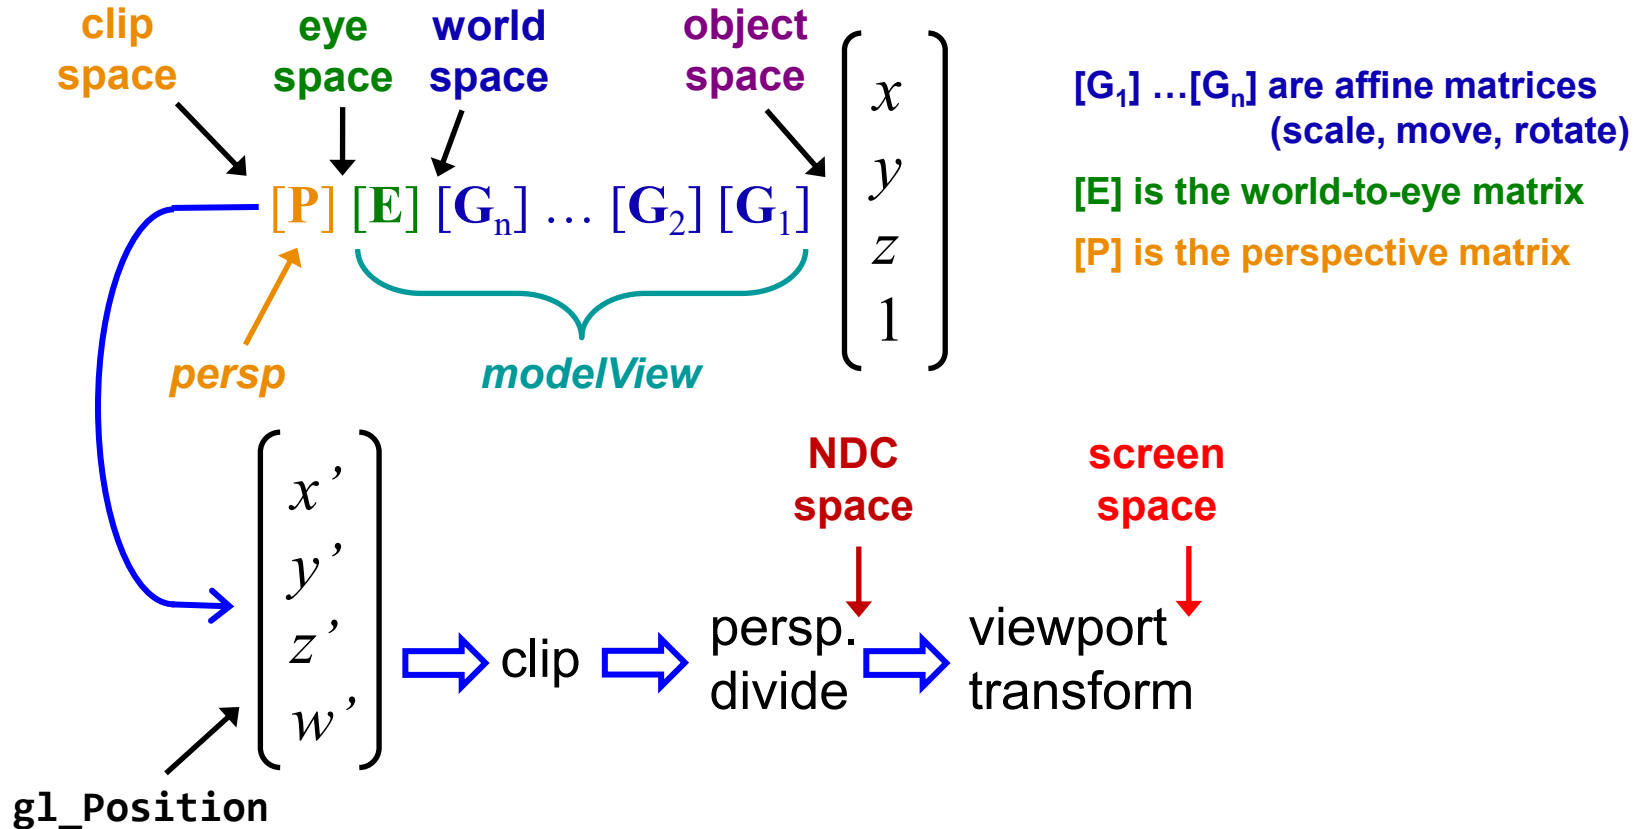 clip space
eye space
world space
object space
[P] [E] [Gn] … [G2] [G1]
x
y
z
1
[G1] …[Gn] are affine matrices
(scale, move, rotate)
[E] is the world-to-eye matrix
[P] is the perspective matrix
persp
modelView
x’
y’
z’
w’
gl_Position
clip
persp. divide
NDC space
viewport transform
screen space